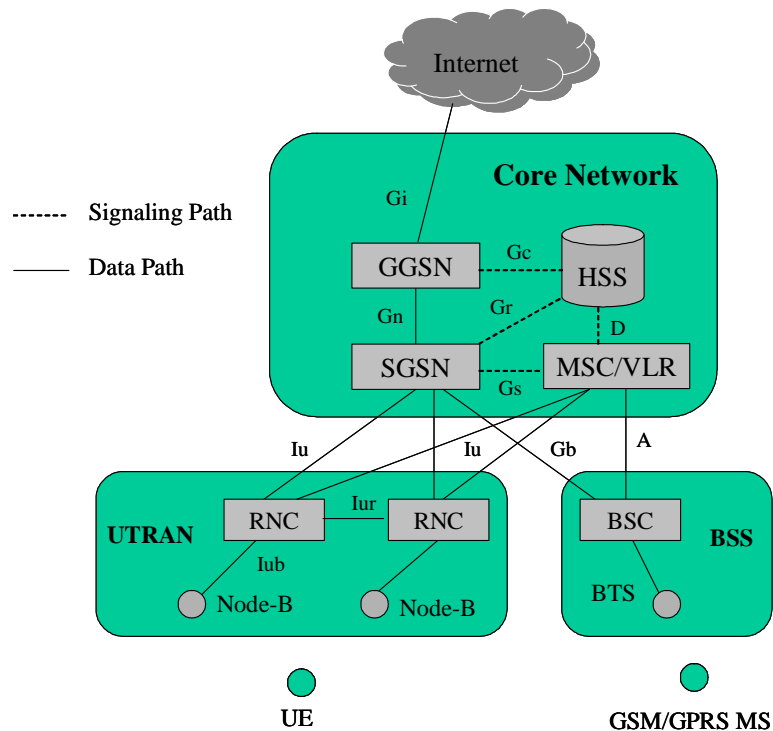 Internet
Core Network
Signaling Path
Data Path
Gi
GGSN
Gc
HSS
Gn
Gr
D
SGSN
Gs
MSC/VLR
Iu
Iu
Gb
A
UTRAN
RNC
Iur
RNC
BSC
BSS
Iub
Node-B
Node-B
BTS
UE
GSM/GPRS MS